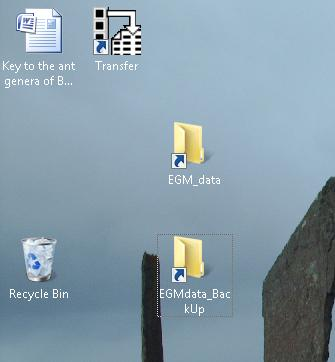 Key to the ant
genera of B...
Transfer
EGM_data
Recycle Bin
EGMdata_Bac
kUp